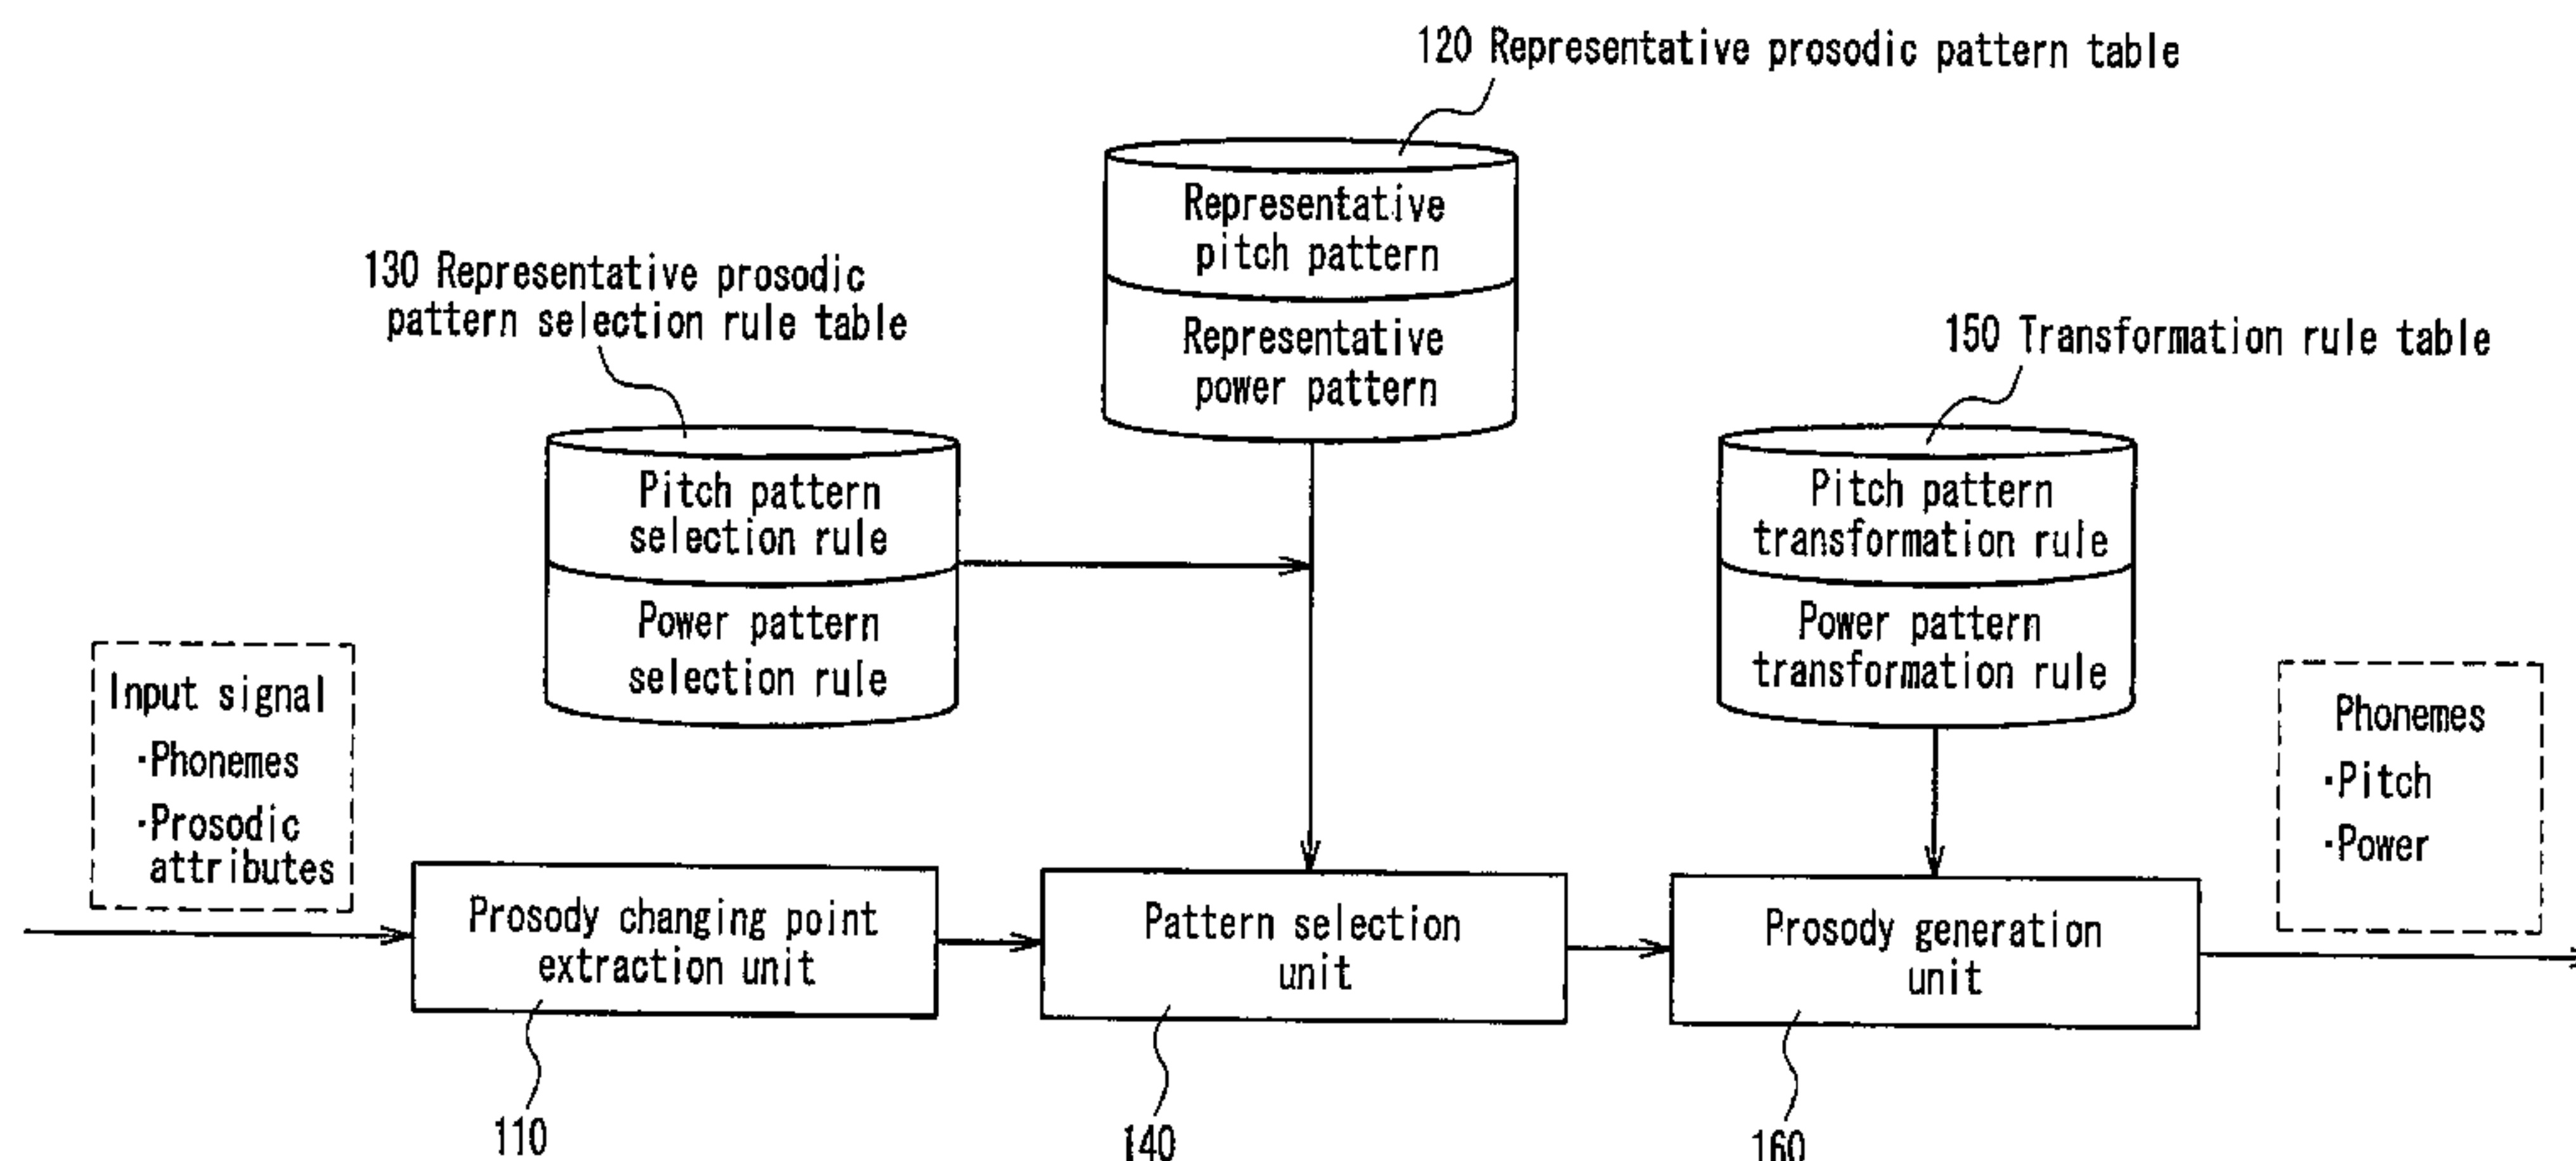 120 Representative prosodic pattern table
Representative
pitch pattern
Representative
power pattern
130 Representative prosodic
pattern selection rule table
Pitch pattern
selection rule
Power pattern
selection rule
150 Transformation rule table
Pitch pattern
transformation rule
Power pattern
transformation rule
Input signal
·Phonemes
·Prosodic
attributes
Phonemes
·Pitch
·Power
Prosody changing point
extraction unit
Pattern selection
unit
Prosody generation
unit
110
140
160